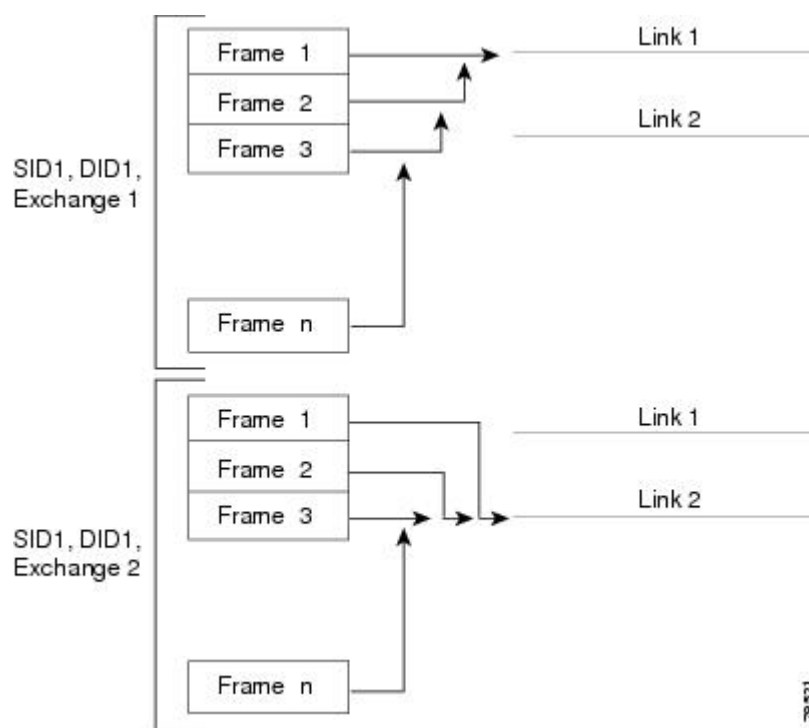 Frame 1
Link 1
Frame 2
Frame 3
Link 2
SID1, DID1,
Exchange 1
Frame n
Frame 1
Link 1
Frame 2
Frame 3
Link 2
SID1, DID1,
Exchange 2
Frame n